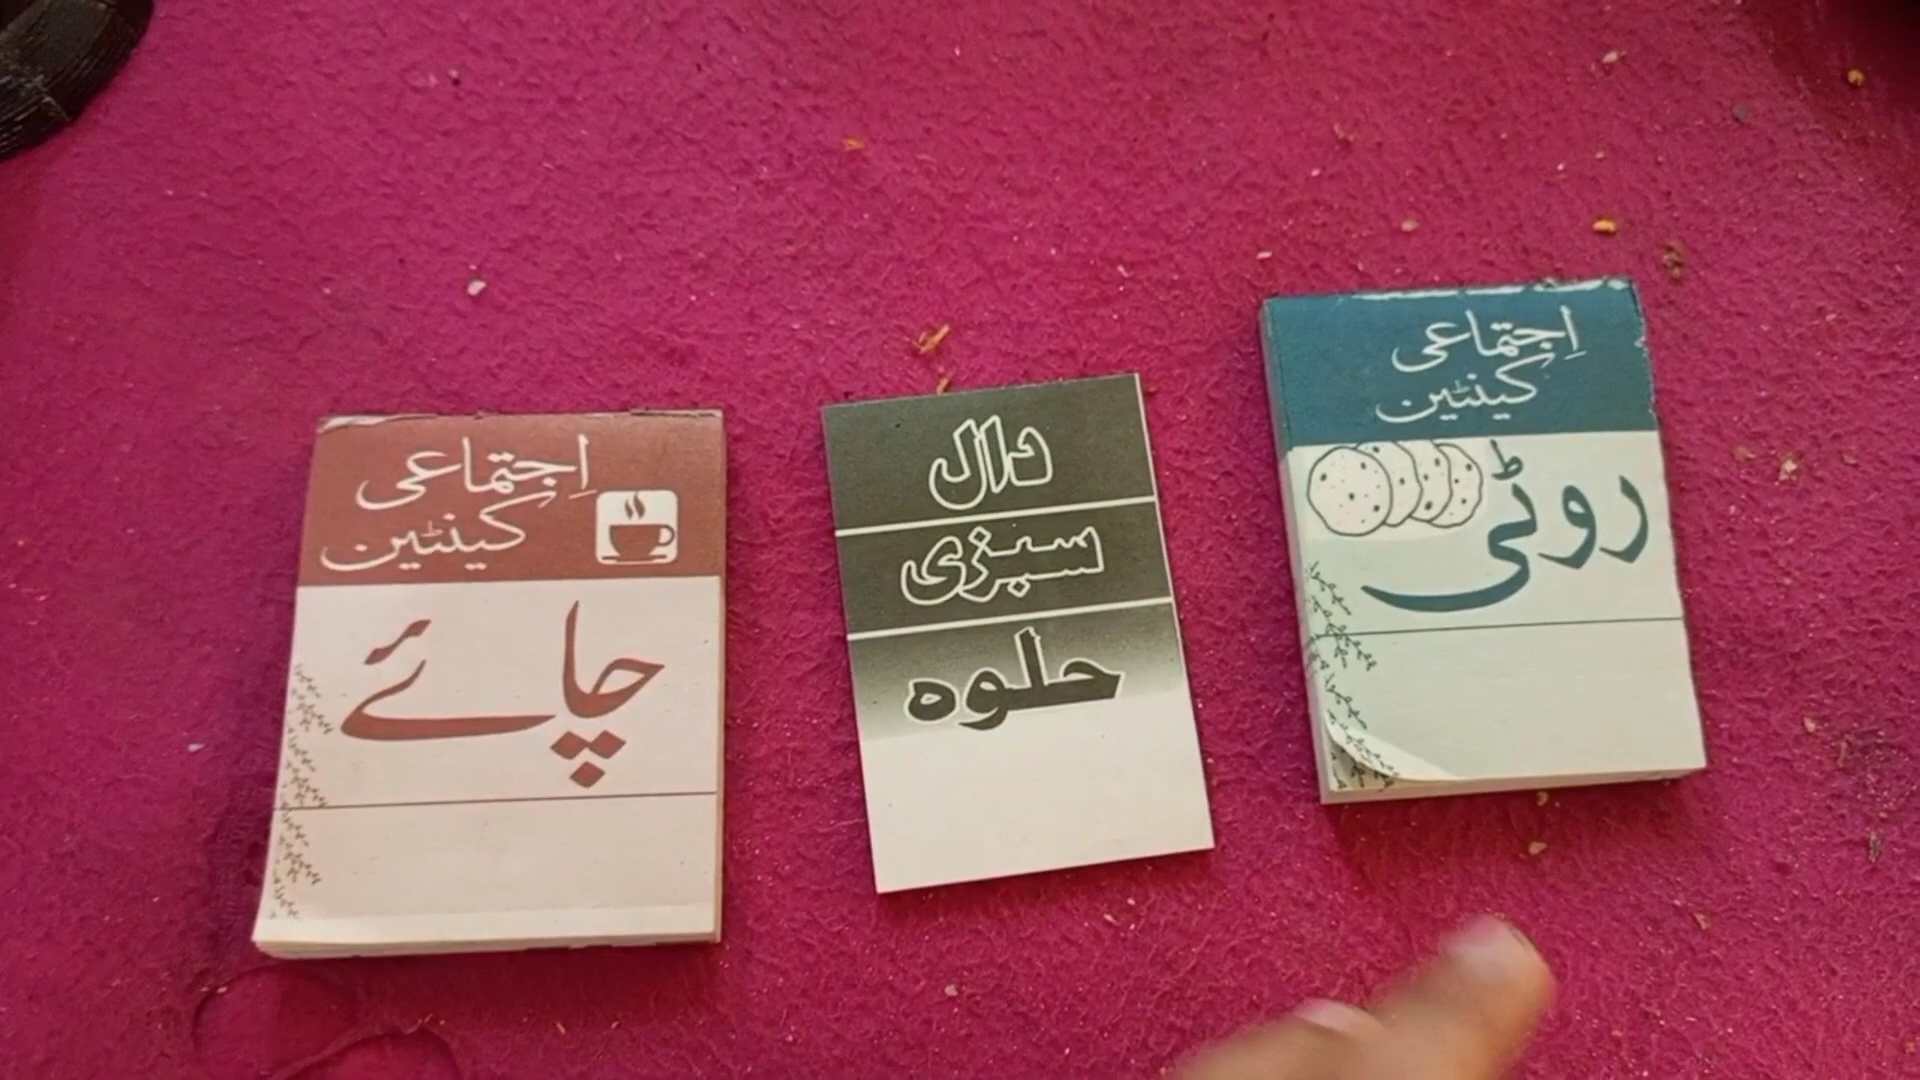 اِجتماعی
کینٹین
چائے
دال
سبزی
حلوہ
اِجتماعی
کینٹین
روٹی